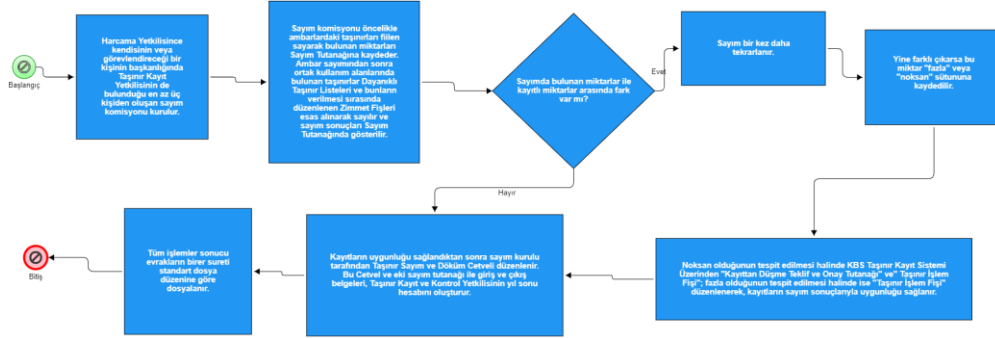 Başlangıç
Harcama Yetkilisince
kendisinin veya
görevlendireceği bir
kişinin başkanlığında
Taşınır Kayıt
Yetkilisinin de
bulunduğu en az üç
kişiden oluşan sayım
komisyonu kurulur.
Sayım komisyonu öncelikle
ambarlardaki taşınırları fiilen
sayarak bulunan miktarları
Sayım Tutanağına kaydeder.
Ambar sayımından sonra
ortak kullanım alanlarında
bulunan taşınırlar Dayanıklı
Taşınır Listeleri ve bunların
verilmesi sırasında
düzenlenen Zimmet Fişleri
esas alınarak sayılır ve
sayım sonuçları Sayım
Tutanağında gösterilir.
Sayımda bulunan miktarlar ile
kayıtlı miktarlar arasında fark
var mı?
Evet
Sayım bir kez daha
tekrarlanır.
Yine farklı çıkarsa bu
miktar "fazla" veya
"noksan" sütununa
kaydedilir.
Hayır
Noksan olduğunun tespit edilmesi halinde KBS Taşınır Kayıt Sistemi
Üzerinden "Kayıttan Düşme Teklif ve Onay Tutanağı" ve" Taşınır İşlem
Fişi"; fazla olduğunun tespit edilmesi halinde ise "Taşınır İşlem Fişi"
düzenlenerek, kayıtların sayım sonuçlarıyla uygunluğu sağlanır.
Kayıtların uygunluğu sağlandıktan sonra sayım kurulu
tarafından Taşınır Sayım ve Döküm Cetveli düzenlenir.
Bu Cetvel ve eki sayım tutanağı ile giriş ve çıkış
belgeleri, Taşınır Kayıt ve Kontrol Yetkilisinin yıl sonu
hesabını oluşturur.
Tüm işlemler sonucu
evrakların birer sureti
standart dosya
düzenine göre
dosyalanır.
Bitiş